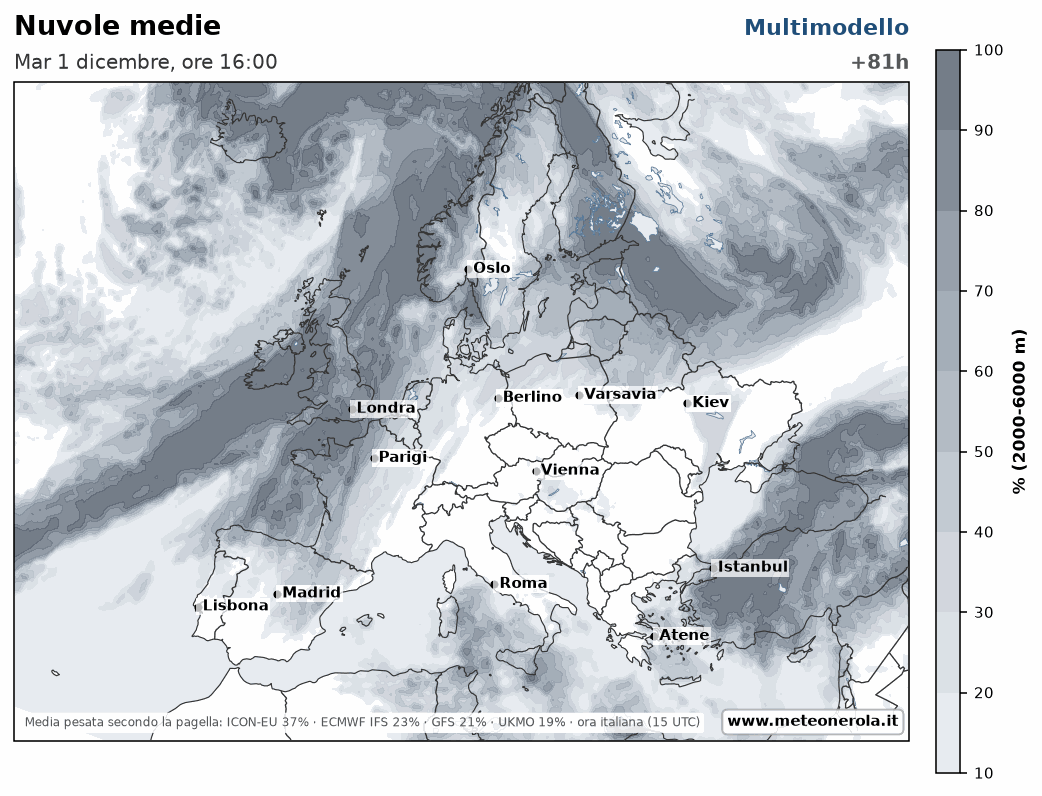 Nuvole medie
Multimodello
Mar 1 dicembre, ore 16:00
+81h
100
90
80
70
60
50
40
30
20
10
% (2000-6000 m)
Oslo
Londra
Berlino
Varsavia
Kiev
Parigi
Vienna
Istanbul
Roma
Madrid
Lisbona
Atene
Media pesata secondo la pagella: ICON-EU 37% · ECMWF IFS 23% · GFS 21% · UKMO 19% · ora italiana (15 UTC)
www.meteonerola.it